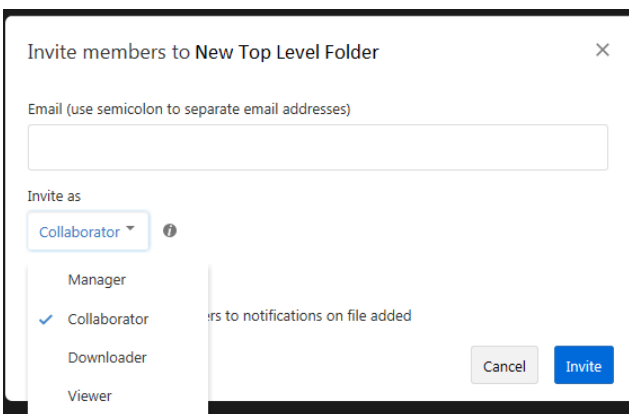 Invite members to New Top Level Folder
Email (use semicolon to separate email addresses)
Invite as
Collaborator
Manager
Collaborator
to notifications on file added
Downloader
Cancel
Invite
Viewer